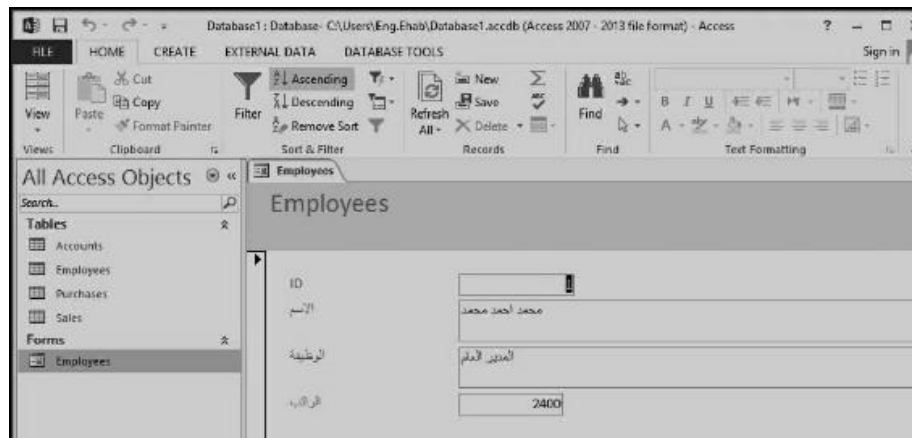 Database1 : Database- C:\Users\Eng.Ehab\Database1.accdb (Access 2007 - 2013 file format) - Access
FILE HOME CREATE EXTERNAL DATA DATABASE TOOLS Sign in
View Paste Cut Copy Format Painter Filter Ascending Descending Remove Sort Refresh All New Save Delete Find B I U A
Views Clipboard Sort & Filter Records Find Text Formatting
All Access Objects
Search..
Tables
Accounts
Employees
Purchases
Sales
Forms
Employees
Employees
Employees
ID 1
الاسم محمد احمد محمد
الوظيفة المدير العام
الراتب 2400